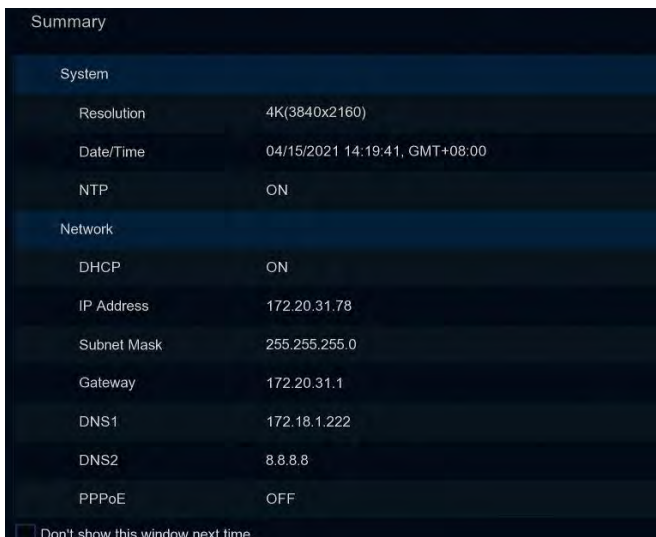 Summary
System
Resolution 4K(3840x2160)
Date/Time 04/15/2021 14:19:41, GMT+08:00
NTP ON
Network
DHCP ON
IP Address 172.20.31.78
Subnet Mask 255.255.255.0
Gateway 172.20.31.1
DNS1 172.18.1.222
DNS2 8.8.8.8
PPPoE OFF
Don't show this window next time